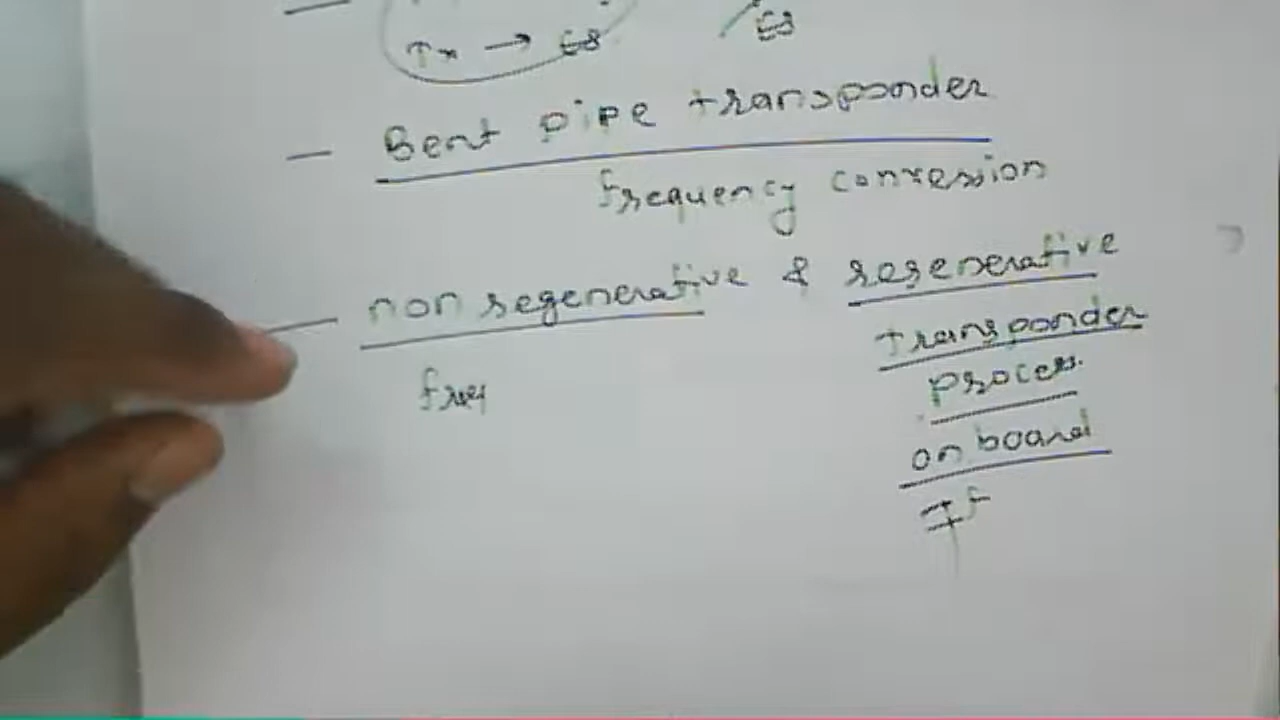 Tx → ES ES
- Bent pipe transponder
frequency conversion
- non regenerative & regenerative
transponder
freq
process.
on board
IF